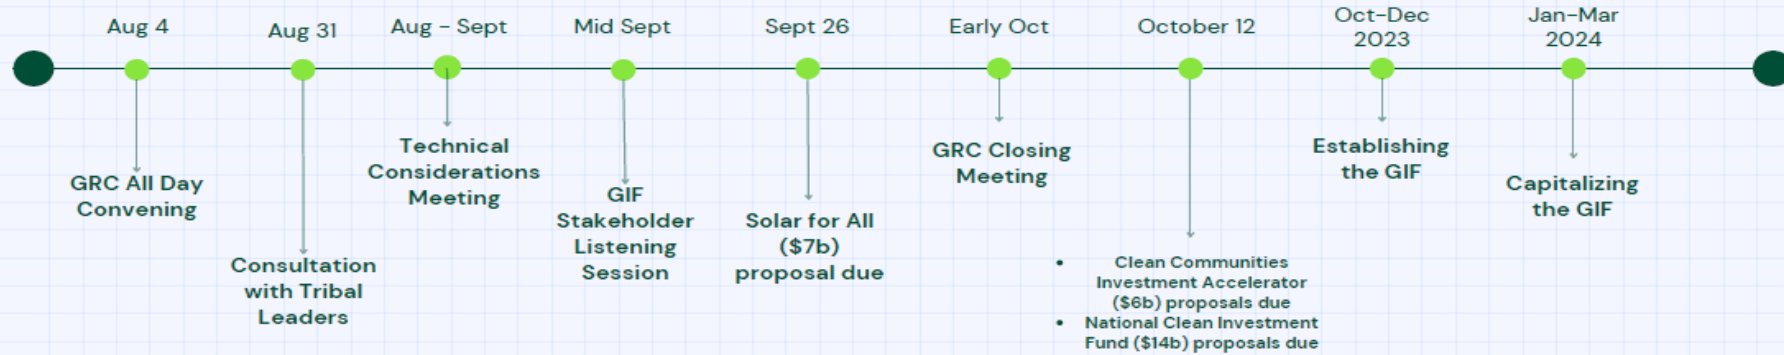 Aug 4
GRC All Day
Convening
Aug 31
Consultation
with Tribal
Leaders
Aug - Sept
Technical
Considerations
Meeting
Mid Sept
GIF
Stakeholder
Listening
Session
Sept 26
Solar for All
($7b)
proposal due
Early Oct
GRC Closing
Meeting
October 12
• Clean Communities
Investment Accelerator
($6b) proposals due
• National Clean Investment
Fund ($14b) proposals due
Oct-Dec
2023
Establishing
the GIF
Jan-Mar
2024
Capitalizing
the GIF